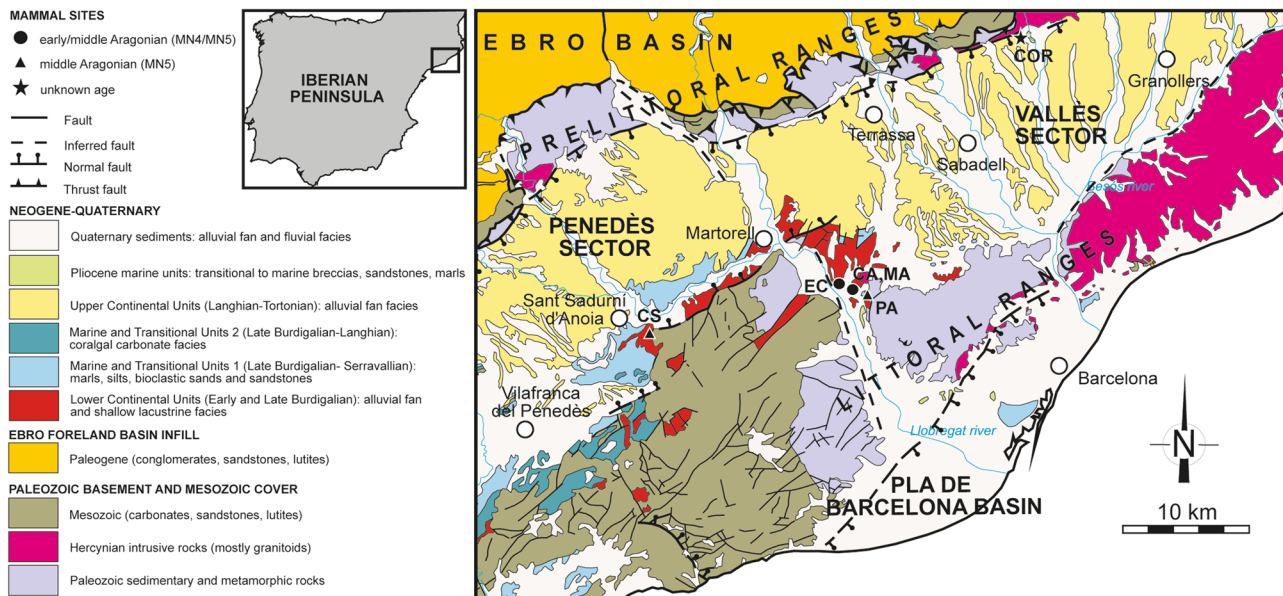 MAMMAL SITES
early/middle Aragonian (MN4/MN5)
middle Aragonian (MN5)
unknown age
Fault
Inferred fault
Normal fault
Thrust fault
NEOGENE-QUATERNARY
Quaternary sediments: alluvial fan and fluvial facies
Pliocene marine units: transitional to marine breccias, sandstones, marls
Upper Continental Units (Langhian-Tortonian): alluvial fan facies
Marine and Transitional Units 2 (Late Burdigalian-Langhian):
coralgal carbonate facies
Marine and Transitional Units 1 (Late Burdigalian- Serravallian):
marls, silts, bioclastic sands and sandstones
Lower Continental Units (Early and Late Burdigalian): alluvial fan
and shallow lacustrine facies
EBRO FORELAND BASIN INFILL
Paleogene (conglomerates, sandstones, lutites)
PALEOZOIC BASEMENT AND MESOZOIC COVER
Mesozoic (carbonates, sandstones, lutites)
Hercynian intrusive rocks (mostly granitoids)
Paleozoic sedimentary and metamorphic rocks
IBERIAN
PENINSULA
EBRO BASIN
PRELITTORAL RANGES
COR
Granollers
VALLÈS
SECTOR
Terrassa
Sabadell
Besòs river
PENEDÈS
SECTOR
Martorell
EC
CA,MA
PA
Sant Sadurní
d'Anoia
CS
LITTORAL RANGES
Barcelona
Vilafranca
del Penedès
Llobregat river
PLA DE
BARCELONA BASIN
N
10 km